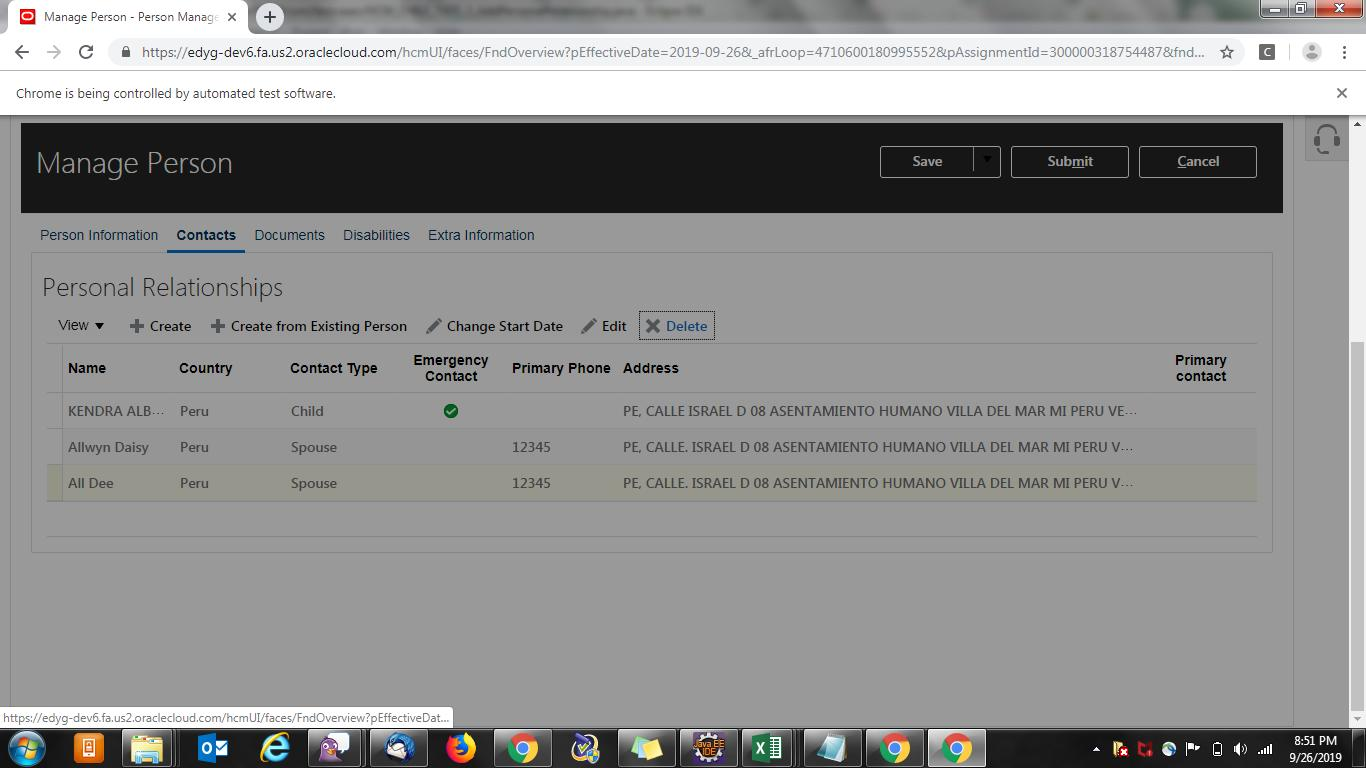 Manage Person - Person Manage
https://edyg-dev6.fa.us2.oraclecloud.com/hcmUI/faces/FndOverview?pEffectiveDate=2019-09-26&_afrLoop=4710600180995552&pAssignmentId=300000318754487&fnd...
C
Chrome is being controlled by automated test software.
Manage Person
Save
Submit
Cancel
Person Information
Contacts
Documents
Disabilities
Extra Information
Personal Relationships
View
Create
Create from Existing Person
Change Start Date
Edit
Delete
Name Country Contact Type Emergency Contact Primary Phone Address Primary contact
KENDRA ALB... Peru Child PE, CALLE ISRAEL D 08 ASENTAMIENTO HUMANO VILLA DEL MAR MI PERU VE...
Allwyn Daisy Peru Spouse 12345 PE, CALLE. ISRAEL D 08 ASENTAMIENTO HUMANO VILLA DEL MAR MI PERU V...
All Dee Peru Spouse 12345 PE, CALLE. ISRAEL D 08 ASENTAMIENTO HUMANO VILLA DEL MAR MI PERU V...
https://edyg-dev6.fa.us2.oraclecloud.com/hcmUI/faces/FndOverview?pEffectiveDat...
Java EE
IDE
8:51 PM
9/26/2019